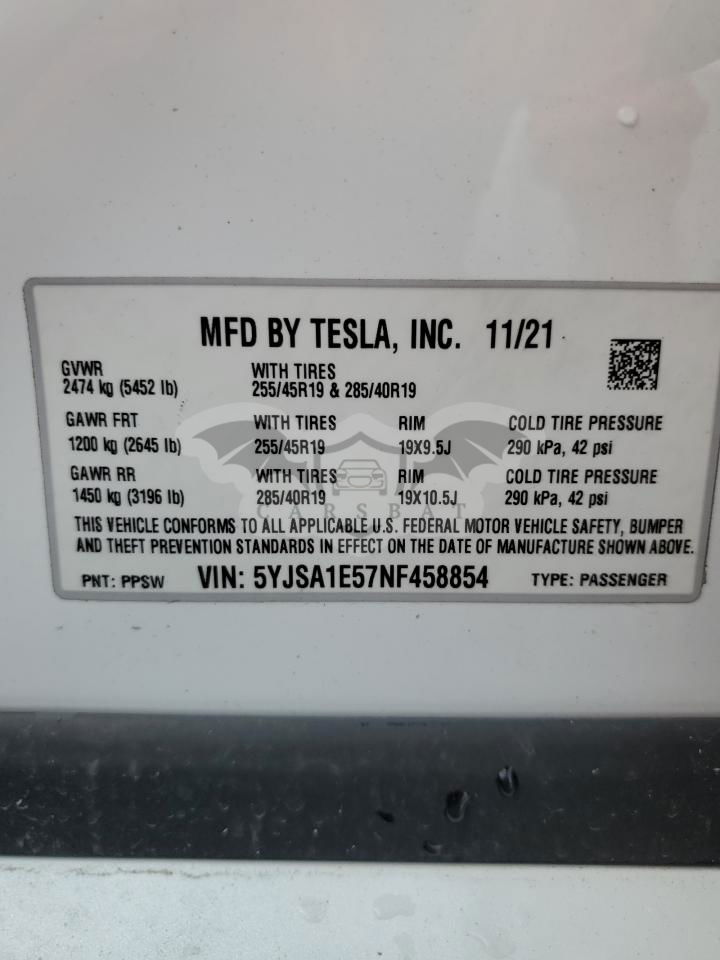 MFD BY TESLA, INC. 11/21
GVWR WITH TIRES
2474 kg (5452 lb) 255/45R19 & 285/40R19
GAWR FRT WITH TIRES RIM COLD TIRE PRESSURE
1200 kg (2645 lb) 255/45R19 19X9.5J 290 kPa, 42 psi
GAWR RR WITH TIRES RIM COLD TIRE PRESSURE
1450 kg (3196 lb) 285/40R19 19X10.5J 290 kPa, 42 psi
CARSBAT
THIS VEHICLE CONFORMS TO ALL APPLICABLE U.S. FEDERAL MOTOR VEHICLE SAFETY, BUMPER
AND THEFT PREVENTION STANDARDS IN EFFECT ON THE DATE OF MANUFACTURE SHOWN ABOVE.
PNT: PPSW VIN: 5YJSA1E57NF458854 TYPE: PASSENGER